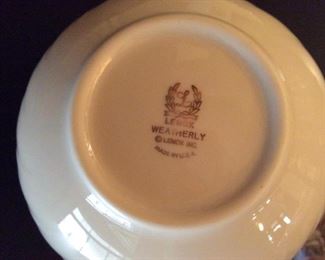 L
LENOX
WEATHERLY
© LENOX INC.
MADE IN U.S.A.